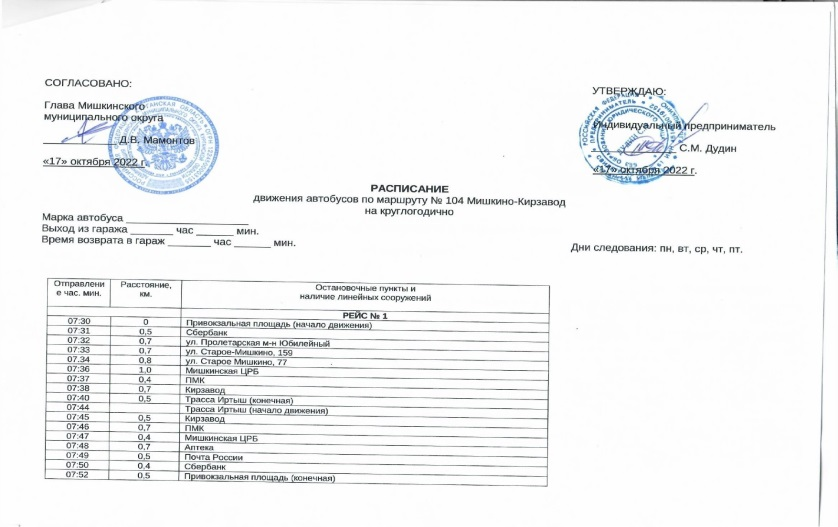 СОГЛАСОВАНО:
Глава Мишкинского
муниципального округа
Д.В. Мамонтов
«17» октября 2022 г.
УТВЕРЖДАЮ:
Индивидуальный предприниматель
С.М. Дудин
«17» октября 2022 г.
РАСПИСАНИЕ
движения автобусов по маршруту № 104 Мишкино-Кирзавод
на круглогодично
Марка автобуса
Выход из гаража _______ час ______ мин.
Время возврата в гараж _______ час ______ мин.
Дни следования: пн, вт, ср, чт, пт.
Отправлени
е час. мин.
Расстояние,
км.
Остановочные пункты и
наличие линейных сооружений
РЕЙС № 1
07:30 0 Привокзальная площадь (начало движения)
07:31 0,5 Сбербанк
07:32 0,7 ул. Пролетарская м-н Юбилейный
07:33 0,7 ул. Старое-Мишкино, 159
07.34 0,8 ул. Старое Мишкино, 77
07:36 1,0 Мишкинская ЦРБ
07:37 0,4 ПМК
07:38 0,7 Кирзавод
07:40 0,5 Трасса Иртыш (конечная)
07:44 Трасса Иртыш (начало движения)
07:45 0,5 Кирзавод
07:46 0,7 ПМК
07:47 0,4 Мишкинская ЦРБ
07:48 0,7 Аптека
07:49 0,5 Почта России
07:50 0,4 Сбербанк
07:52 0,5 Привокзальная площадь (конечная)